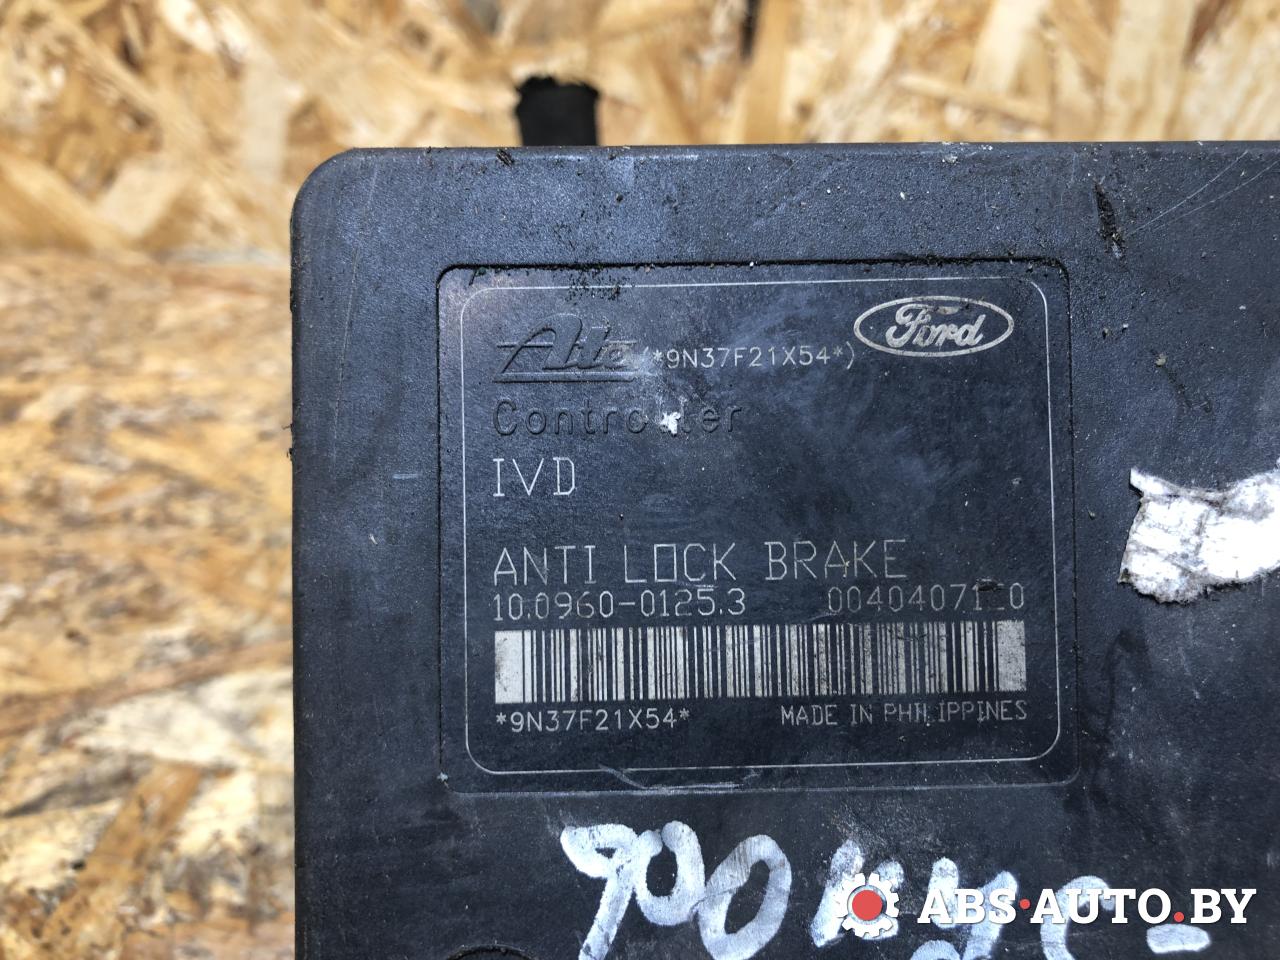 Ate (*9N37F21X54*) Ford
Controller
IVD
ANTI LOCK BRAKE
10.0960-0125.3 00404071E0
*9N37F21X54* MADE IN PHILIPPINES
ABS·AUTO.BY